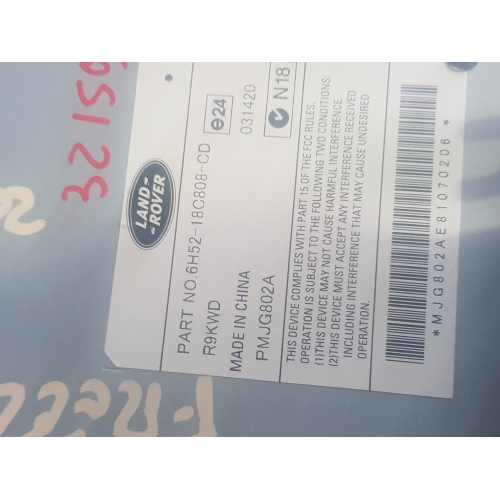 LAND-
-ROVER
PART NO.6H52-18C808-CD
R9KWD
e24
MADE IN CHINA
031420
PMJG802A
N18
THIS DEVICE COMPLIES WITH PART 15 OF THE FCC RULES.
OPERATION IS SUBJECT TO THE FOLLOWING TWO CONDITIONS:
(1)THIS DEVICE MAY NOT CAUSE HARMFUL INTERFERENCE.
(2)THIS DEVICE MUST ACCEPT ANY INTERFERENCE RECEIVED
INCLUDING INTERFERENCE THAT MAY CAUSE UNDESIRED
OPERATION.
*MJG802AE81070206*